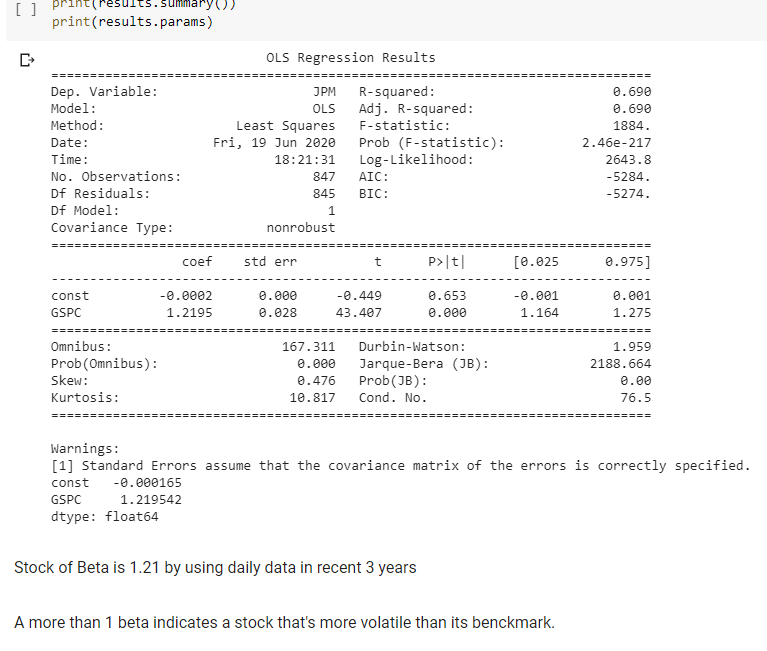 [ ] print(results.summary())
print(results.params)
OLS Regression Results
==============================================================================
Dep. Variable: JPM R-squared: 0.690
Model: OLS Adj. R-squared: 0.690
Method: Least Squares F-statistic: 1884.
Date: Fri, 19 Jun 2020 Prob (F-statistic): 2.46e-217
Time: 18:21:31 Log-Likelihood: 2643.8
No. Observations: 847 AIC: -5284.
Df Residuals: 845 BIC: -5274.
Df Model: 1
Covariance Type: nonrobust
==============================================================================
coef std err t P>|t| [0.025 0.975]
------------------------------------------------------------------------------
const -0.0002 0.000 -0.449 0.653 -0.001 0.001
GSPC 1.2195 0.028 43.407 0.000 1.164 1.275
==============================================================================
Omnibus: 167.311 Durbin-Watson: 1.959
Prob(Omnibus): 0.000 Jarque-Bera (JB): 2188.664
Skew: 0.476 Prob(JB): 0.00
Kurtosis: 10.817 Cond. No. 76.5
==============================================================================
Warnings:
[1] Standard Errors assume that the covariance matrix of the errors is correctly specified.
const -0.000165
GSPC 1.219542
dtype: float64
Stock of Beta is 1.21 by using daily data in recent 3 years
A more than 1 beta indicates a stock that's more volatile than its benckmark.